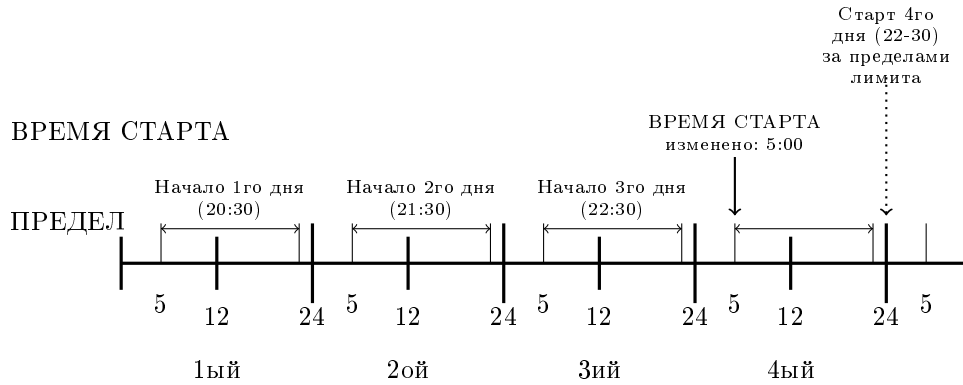 Старт 4го
дня (22-30)
за пределами
лимита
ВРЕМЯ СТАРТА
ВРЕМЯ СТАРТА
изменено: 5:00
Начало 1го дня
(20:30)
Начало 2го дня
(21:30)
Начало 3го дня
(22:30)
ПРЕДЕЛ
5 12 24 5 12 24 5 12 24 5 12 24 5
1ый 2ой 3ий 4ый